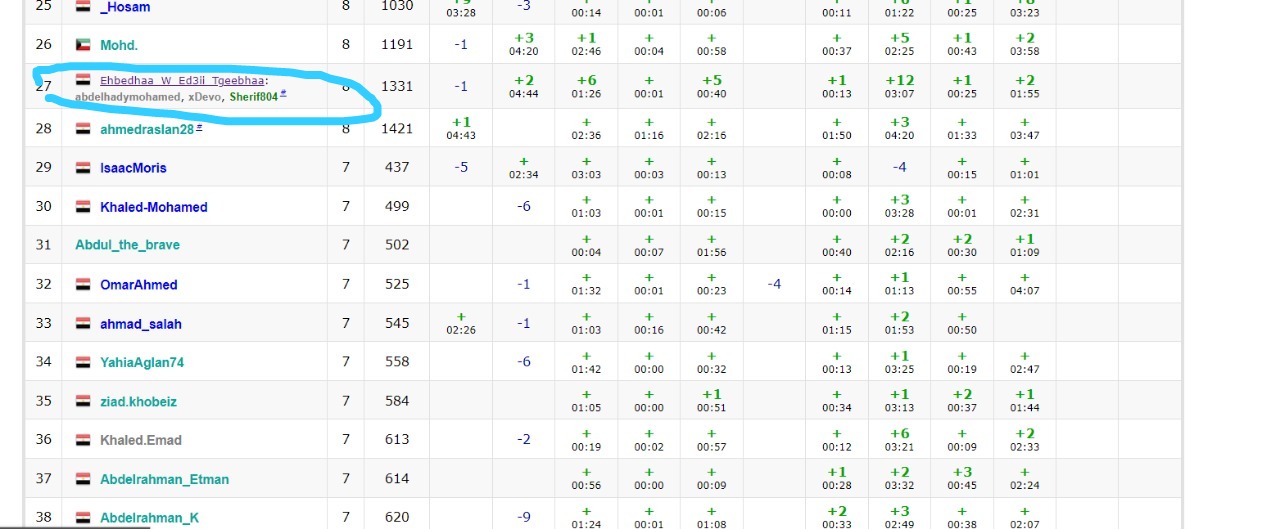 25 _Hosam 8 1030 +9 -3 + + + + +6 + +8
03:28 00:14 00:01 00:06 00:11 01:22 00:25 03:23
26 Mohd. 8 1191 -1 +3 +1 + + + +5 +1 +2
04:20 02:46 00:04 00:58 00:37 02:25 00:43 03:58
27 Ehbedhaa_W_Ed3ii_Tgeebhaa: 8 1331 -1 +2 +6 + +5 +1 +12 +1 +2
abdelhadymohamed, xDevo, Sherif804 # 04:44 01:26 00:01 00:40 00:13 03:07 00:25 01:55
28 ahmedraslan28 # 8 1421 +1 + + + + +3 + +
04:43 02:36 01:16 02:16 01:50 04:20 01:33 03:47
29 IsaacMoris 7 437 -5 + + + + + -4 + +
02:34 03:03 00:03 00:13 00:08 00:15 01:01
30 Khaled-Mohamed 7 499 -6 + + + + +3 + +
01:03 00:01 00:15 00:00 03:28 00:01 02:31
31 Abdul_the_brave 7 502 + + + + +2 +2 +1
00:04 00:07 01:56 00:40 02:16 00:30 01:09
32 OmarAhmed 7 525 -1 + + + -4 + +1 + +
01:32 00:01 00:23 00:14 01:13 00:55 04:07
33 ahmad_salah 7 545 + -1 + + + + +2 +
02:26 01:03 00:16 00:42 01:15 01:53 00:50
34 YahiaAglan74 7 558 -6 + + + + +1 + +
01:42 00:00 00:32 00:13 03:25 00:19 02:47
35 ziad.khobeiz 7 584 + + +1 + +1 +2 +1
01:05 00:00 00:51 00:34 03:13 00:37 01:44
36 Khaled.Emad 7 613 -2 + + + + +6 + +2
00:19 00:02 00:57 00:12 03:21 00:09 02:33
37 Abdelrahman_Etman 7 614 + + + +1 +2 +3 +
00:56 00:00 00:09 00:28 03:32 00:45 02:24
38 Abdelrahman_K 7 620 -9 + + + +2 +3 + +
01:24 00:01 01:08 00:33 02:49 00:38 02:07